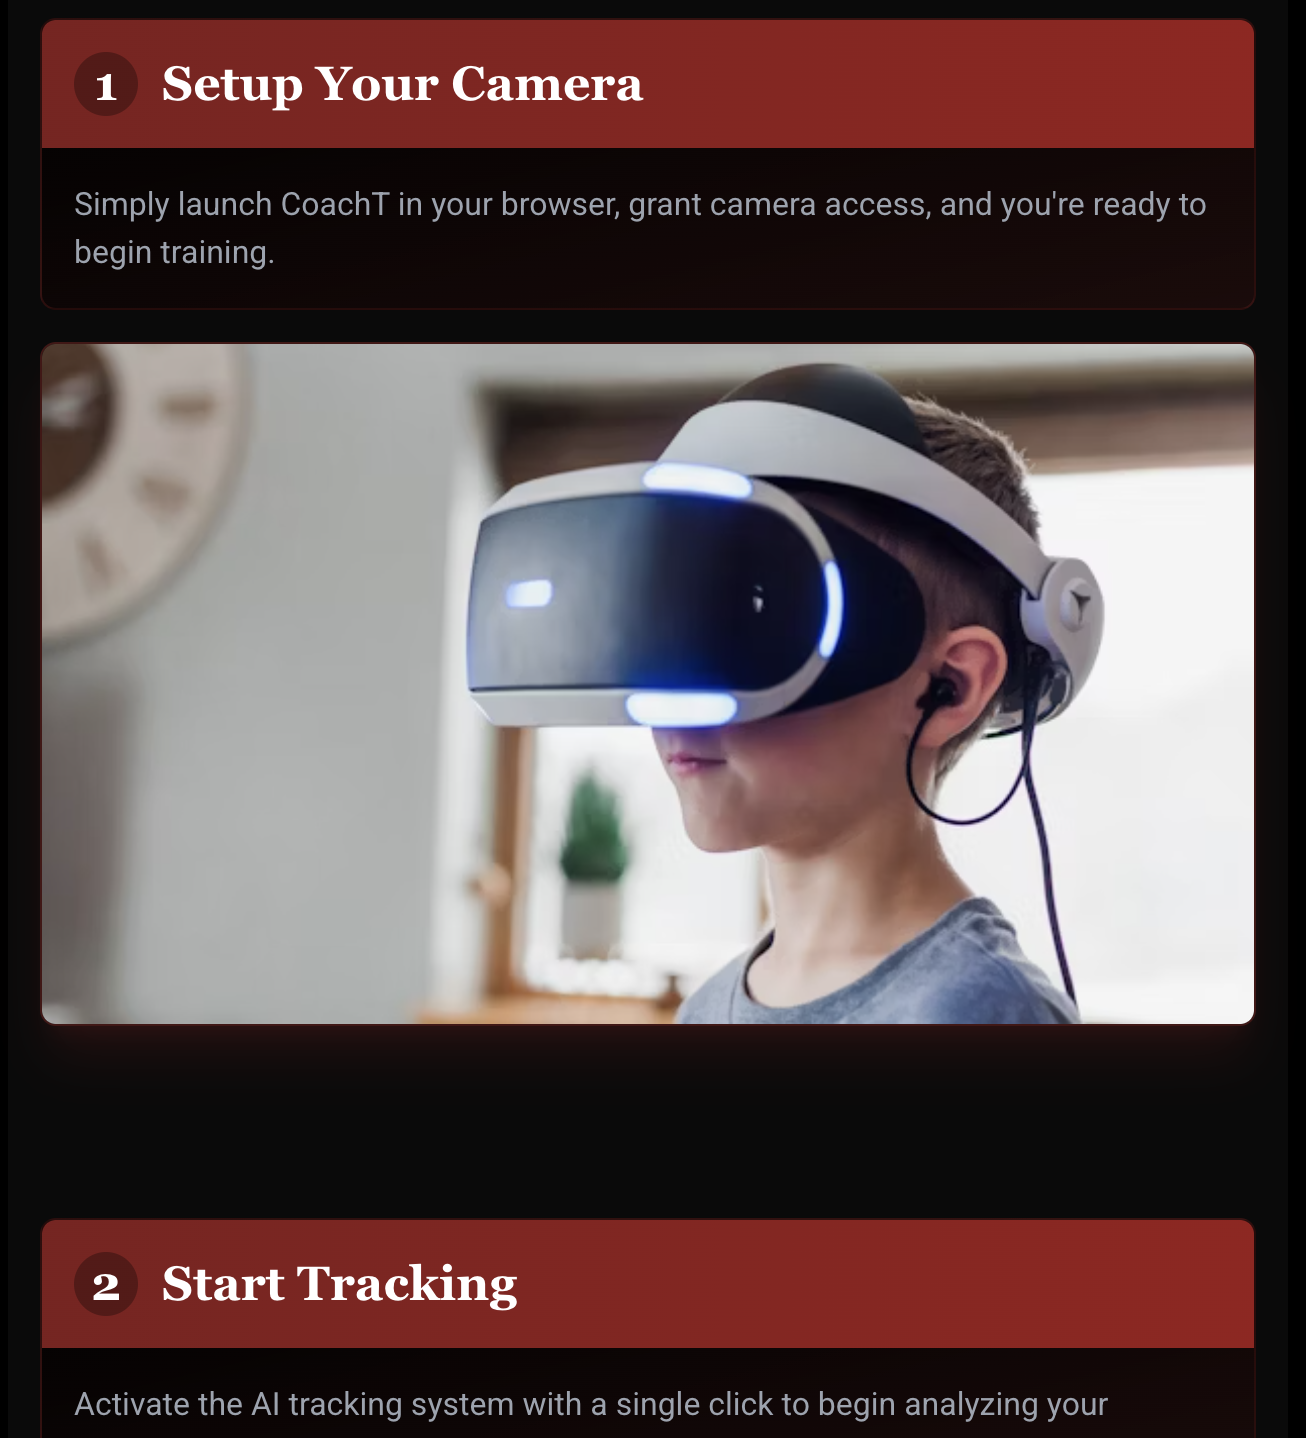 1 Setup Your Camera
Simply launch CoachT in your browser, grant camera access, and you're ready to
begin training.
2 Start Tracking
Activate the AI tracking system with a single click to begin analyzing your